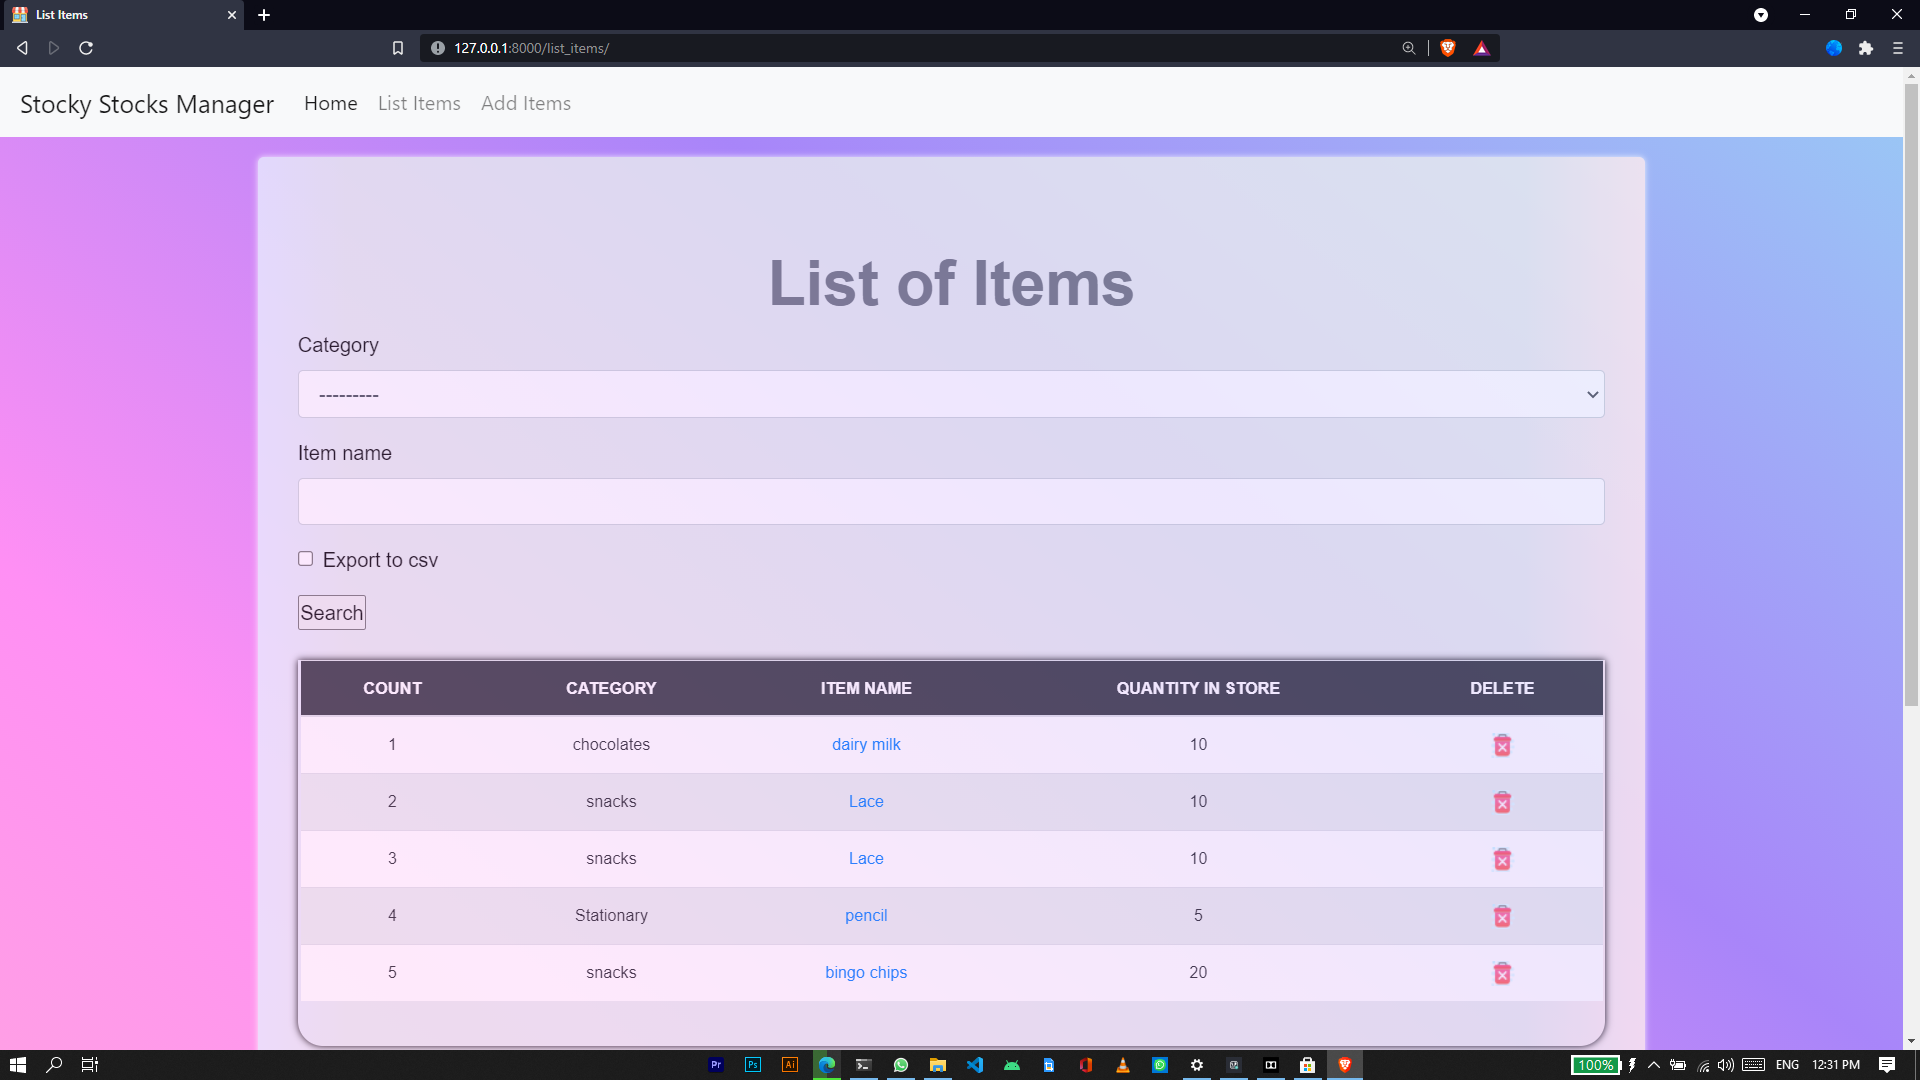 List Items
127.0.0.1:8000/list_items/
Stocky Stocks Manager Home List Items Add Items
List of Items
Category
---------
Item name
Export to csv
Search
COUNT CATEGORY ITEM NAME QUANTITY IN STORE DELETE
1 chocolates dairy milk 10
2 snacks Lace 10
3 snacks Lace 10
4 Stationary pencil 5
5 snacks bingo chips 20
Pr Ps Ai 100% ENG 12:31 PM